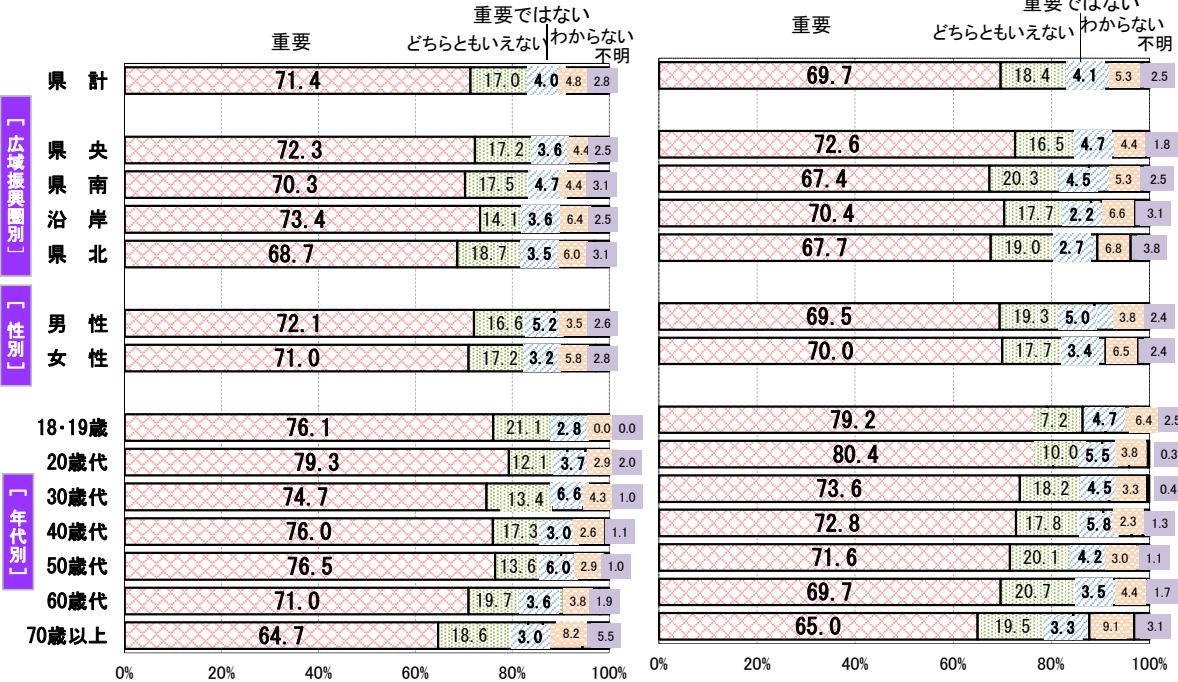 重要ではない 重要ではない
重要 どちらともいえない わからない 重要 どちらともいえない わからない
不明 不明
県 計 71.4 17.0 4.0 4.8 2.8 69.7 18.4 4.1 5.3 2.5
[広域振興圏別]
県 央 72.3 17.2 3.6 4.4 2.5 72.6 16.5 4.7 4.4 1.8
県 南 70.3 17.5 4.7 4.4 3.1 67.4 20.3 4.5 5.3 2.5
沿 岸 73.4 14.1 3.6 6.4 2.5 70.4 17.7 2.2 6.6 3.1
県 北 68.7 18.7 3.5 6.0 3.1 67.7 19.0 2.7 6.8 3.8
[性別]
男 性 72.1 16.6 5.2 3.5 2.6 69.5 19.3 5.0 3.8 2.4
女 性 71.0 17.2 3.2 5.8 2.8 70.0 17.7 3.4 6.5 2.4
18・19歳 76.1 21.1 2.8 0.0 0.0 79.2 7.2 4.7 6.4 2.5
20歳代 79.3 12.1 3.7 2.9 2.0 80.4 10.0 5.5 3.8 0.3
[年代別]
30歳代 74.7 13.4 6.6 4.3 1.0 73.6 18.2 4.5 3.3 0.4
40歳代 76.0 17.3 3.0 2.6 1.1 72.8 17.8 5.8 2.3 1.3
50歳代 76.5 13.6 6.0 2.9 1.0 71.6 20.1 4.2 3.0 1.1
60歳代 71.0 19.7 3.6 3.8 1.9 69.7 20.7 3.5 4.4 1.7
70歳以上 64.7 18.6 3.0 8.2 5.5 65.0 19.5 3.3 9.1 3.1
0% 20% 40% 60% 80% 100% 0% 20% 40% 60% 80% 100%